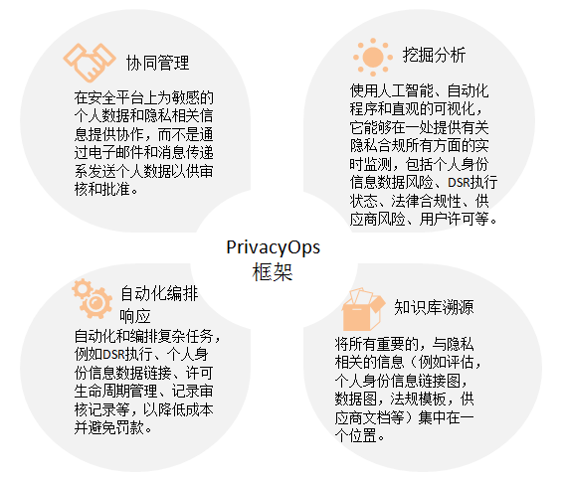 协同管理
在安全平台上为敏感的
个人数据和隐私相关信
息提供协作，而不是通
过电子邮件和消息传递
系发送个人数据以供审
核和批准。
挖掘分析
使用人工智能、自动化
程序和直观的可视化，
它能够在一处提供有关
隐私合规所有方面的实
时监测，包括个人身份
信息数据风险、DSR执行
状态、法律合规性、供
应商风险、用户许可等。
PrivacyOps
框架
自动化编排
响应
自动化和编排复杂任务，
例如DSR执行、个人身
份信息数据链接、许可
生命周期管理、记录审
核记录等，以降低成本
并避免罚款。
知识库溯源
将所有重要的，与隐私
相关的信息（例如评估，
个人身份信息链接图，
数据图，法规模板，供
应商文档等）集中在一
个位置。